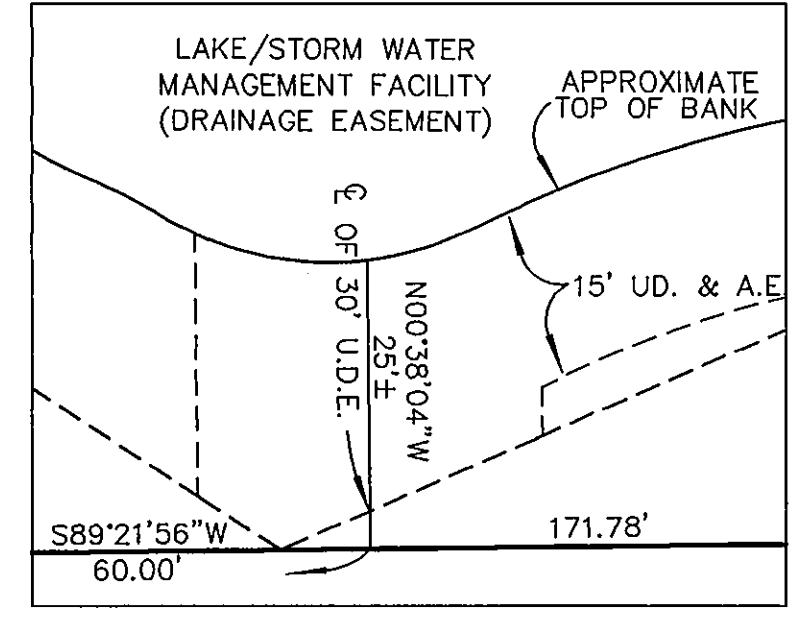 LAKE/STORM WATER
MANAGEMENT FACILITY
(DRAINAGE EASEMENT)
APPROXIMATE
TOP OF BANK
℄ OF 30' U.D.E.
N00°38'04"W
25'±
15' UD. & A.E
S89°21'56"W
60.00'
171.78'